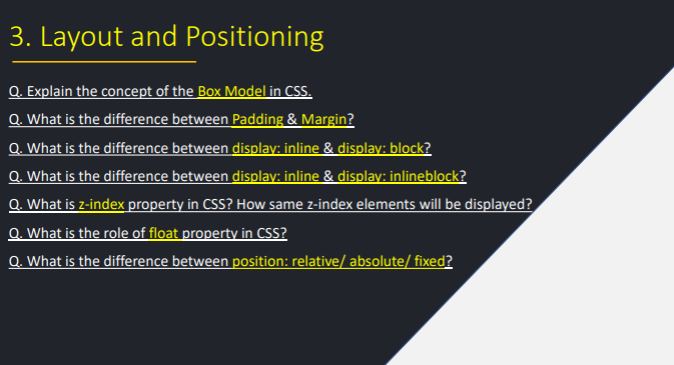 3. Layout and Positioning
Q. Explain the concept of the Box Model in CSS.
Q. What is the difference between Padding & Margin?
Q. What is the difference between display: inline & display: block?
Q. What is the difference between display: inline & display: inlineblock?
Q. What is z-index property in CSS? How same z-index elements will be displayed?
Q. What is the role of float property in CSS?
Q. What is the difference between position: relative/ absolute/ fixed?